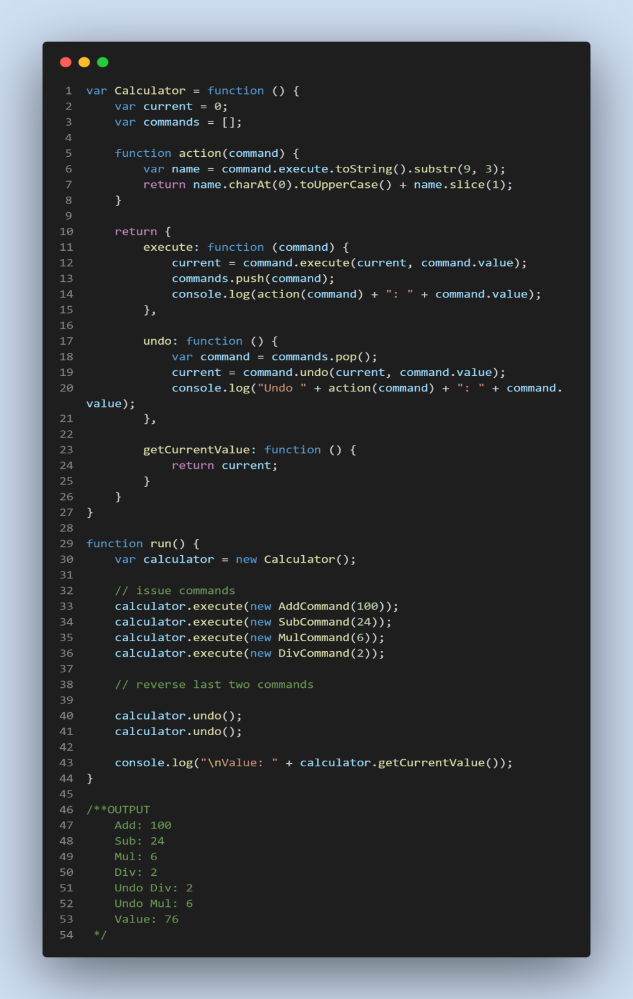 1 var Calculator = function () {
2     var current = 0;
3     var commands = [];
4
5     function action(command) {
6         var name = command.execute.toString().substr(9, 3);
7         return name.charAt(0).toUpperCase() + name.slice(1);
8     }
9
10     return {
11         execute: function (command) {
12             current = command.execute(current, command.value);
13             commands.push(command);
14             console.log(action(command) + ": " + command.value);
15         },
16
17         undo: function () {
18             var command = commands.pop();
19             current = command.undo(current, command.value);
20             console.log("Undo " + action(command) + ": " + command.
value);
21         },
22
23         getCurrentValue: function () {
24             return current;
25         }
26     }
27 }
28
29 function run() {
30     var calculator = new Calculator();
31
32     // issue commands
33     calculator.execute(new AddCommand(100));
34     calculator.execute(new SubCommand(24));
35     calculator.execute(new MulCommand(6));
36     calculator.execute(new DivCommand(2));
37
38     // reverse last two commands
39
40     calculator.undo();
41     calculator.undo();
42
43     console.log("\nValue: " + calculator.getCurrentValue());
44 }
45
46 /**OUTPUT
47     Add: 100
48     Sub: 24
49     Mul: 6
50     Div: 2
51     Undo Div: 2
52     Undo Mul: 6
53     Value: 76
54  */